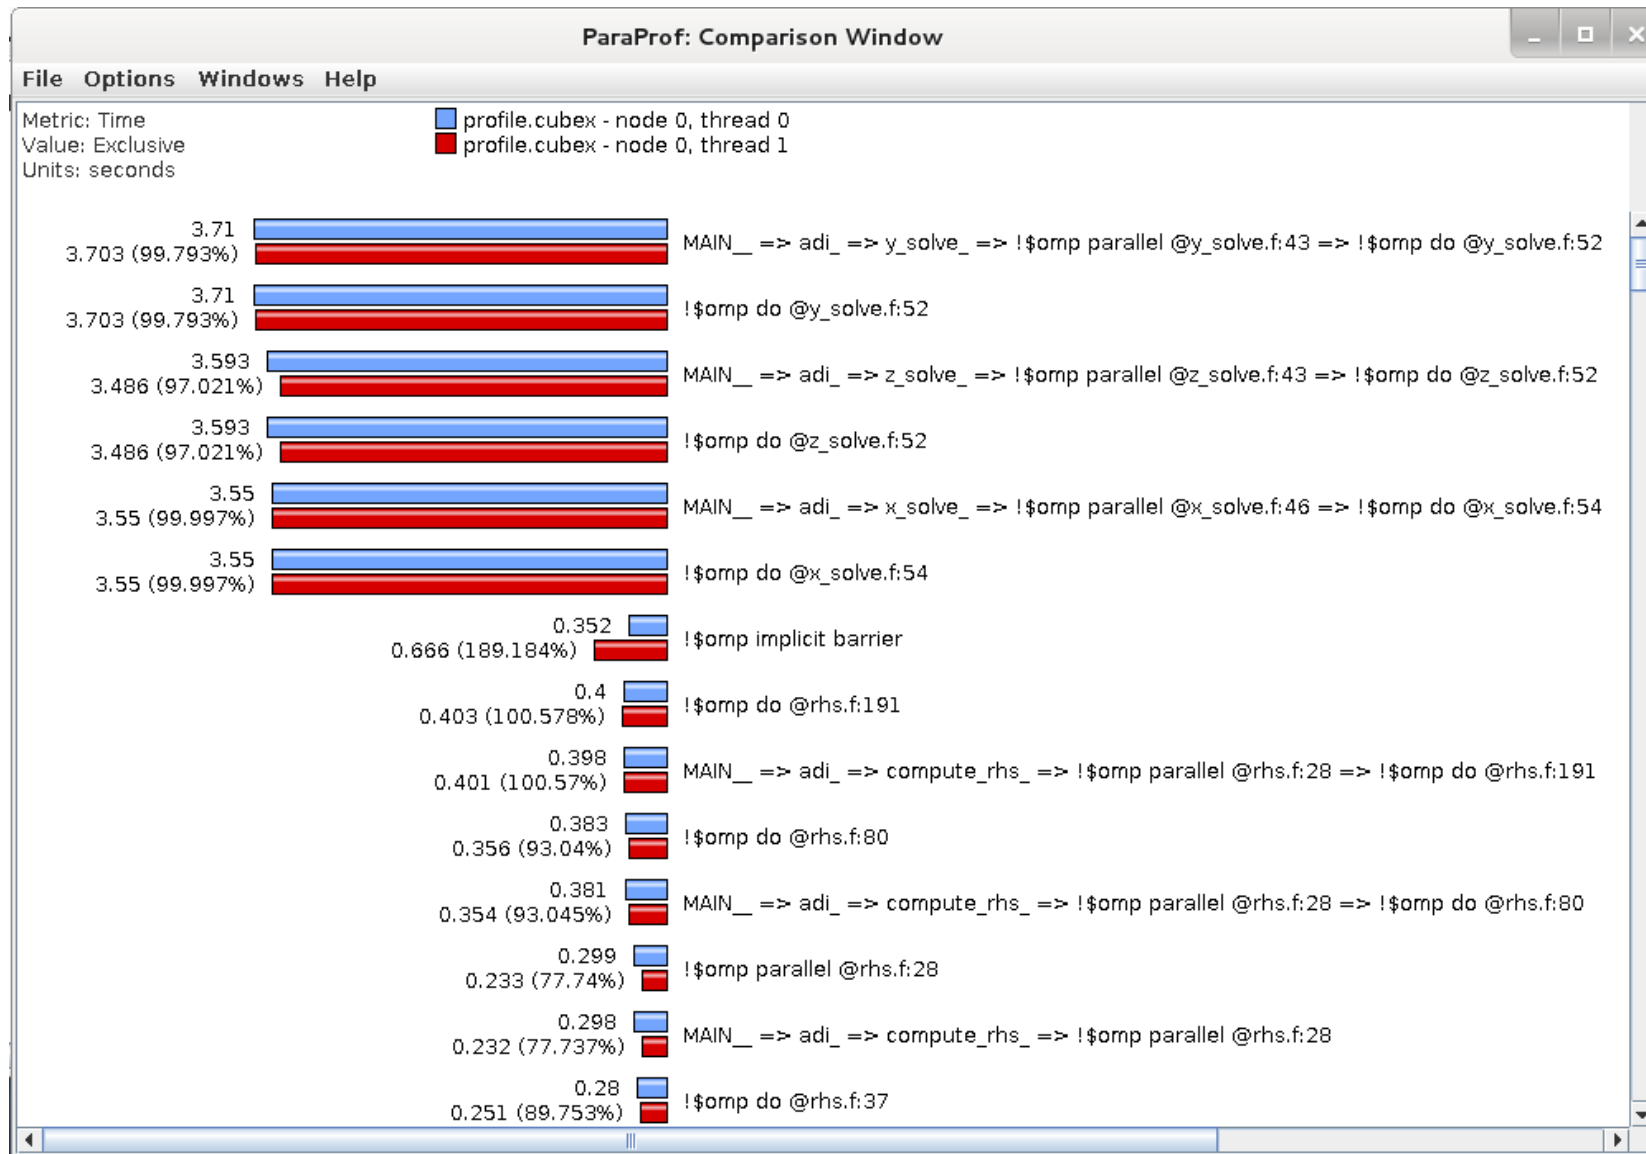 ParaProf: Comparison Window
File Options Windows Help
Metric: Time
Value: Exclusive
Units: seconds
profile.cubex - node 0, thread 0
profile.cubex - node 0, thread 1
3.71
3.703 (99.793%)
MAIN__ => adi_ => y_solve_ => !$omp parallel @y_solve.f:43 => !$omp do @y_solve.f:52
3.71
3.703 (99.793%)
!$omp do @y_solve.f:52
3.593
3.486 (97.021%)
MAIN__ => adi_ => z_solve_ => !$omp parallel @z_solve.f:43 => !$omp do @z_solve.f:52
3.593
3.486 (97.021%)
!$omp do @z_solve.f:52
3.55
3.55 (99.997%)
MAIN__ => adi_ => x_solve_ => !$omp parallel @x_solve.f:46 => !$omp do @x_solve.f:54
3.55
3.55 (99.997%)
!$omp do @x_solve.f:54
0.352
0.666 (189.184%)
!$omp implicit barrier
0.4
0.403 (100.578%)
!$omp do @rhs.f:191
0.398
0.401 (100.57%)
MAIN__ => adi_ => compute_rhs_ => !$omp parallel @rhs.f:28 => !$omp do @rhs.f:191
0.383
0.356 (93.04%)
!$omp do @rhs.f:80
0.381
0.354 (93.045%)
MAIN__ => adi_ => compute_rhs_ => !$omp parallel @rhs.f:28 => !$omp do @rhs.f:80
0.299
0.233 (77.74%)
!$omp parallel @rhs.f:28
0.298
0.232 (77.737%)
MAIN__ => adi_ => compute_rhs_ => !$omp parallel @rhs.f:28
0.28
0.251 (89.753%)
!$omp do @rhs.f:37